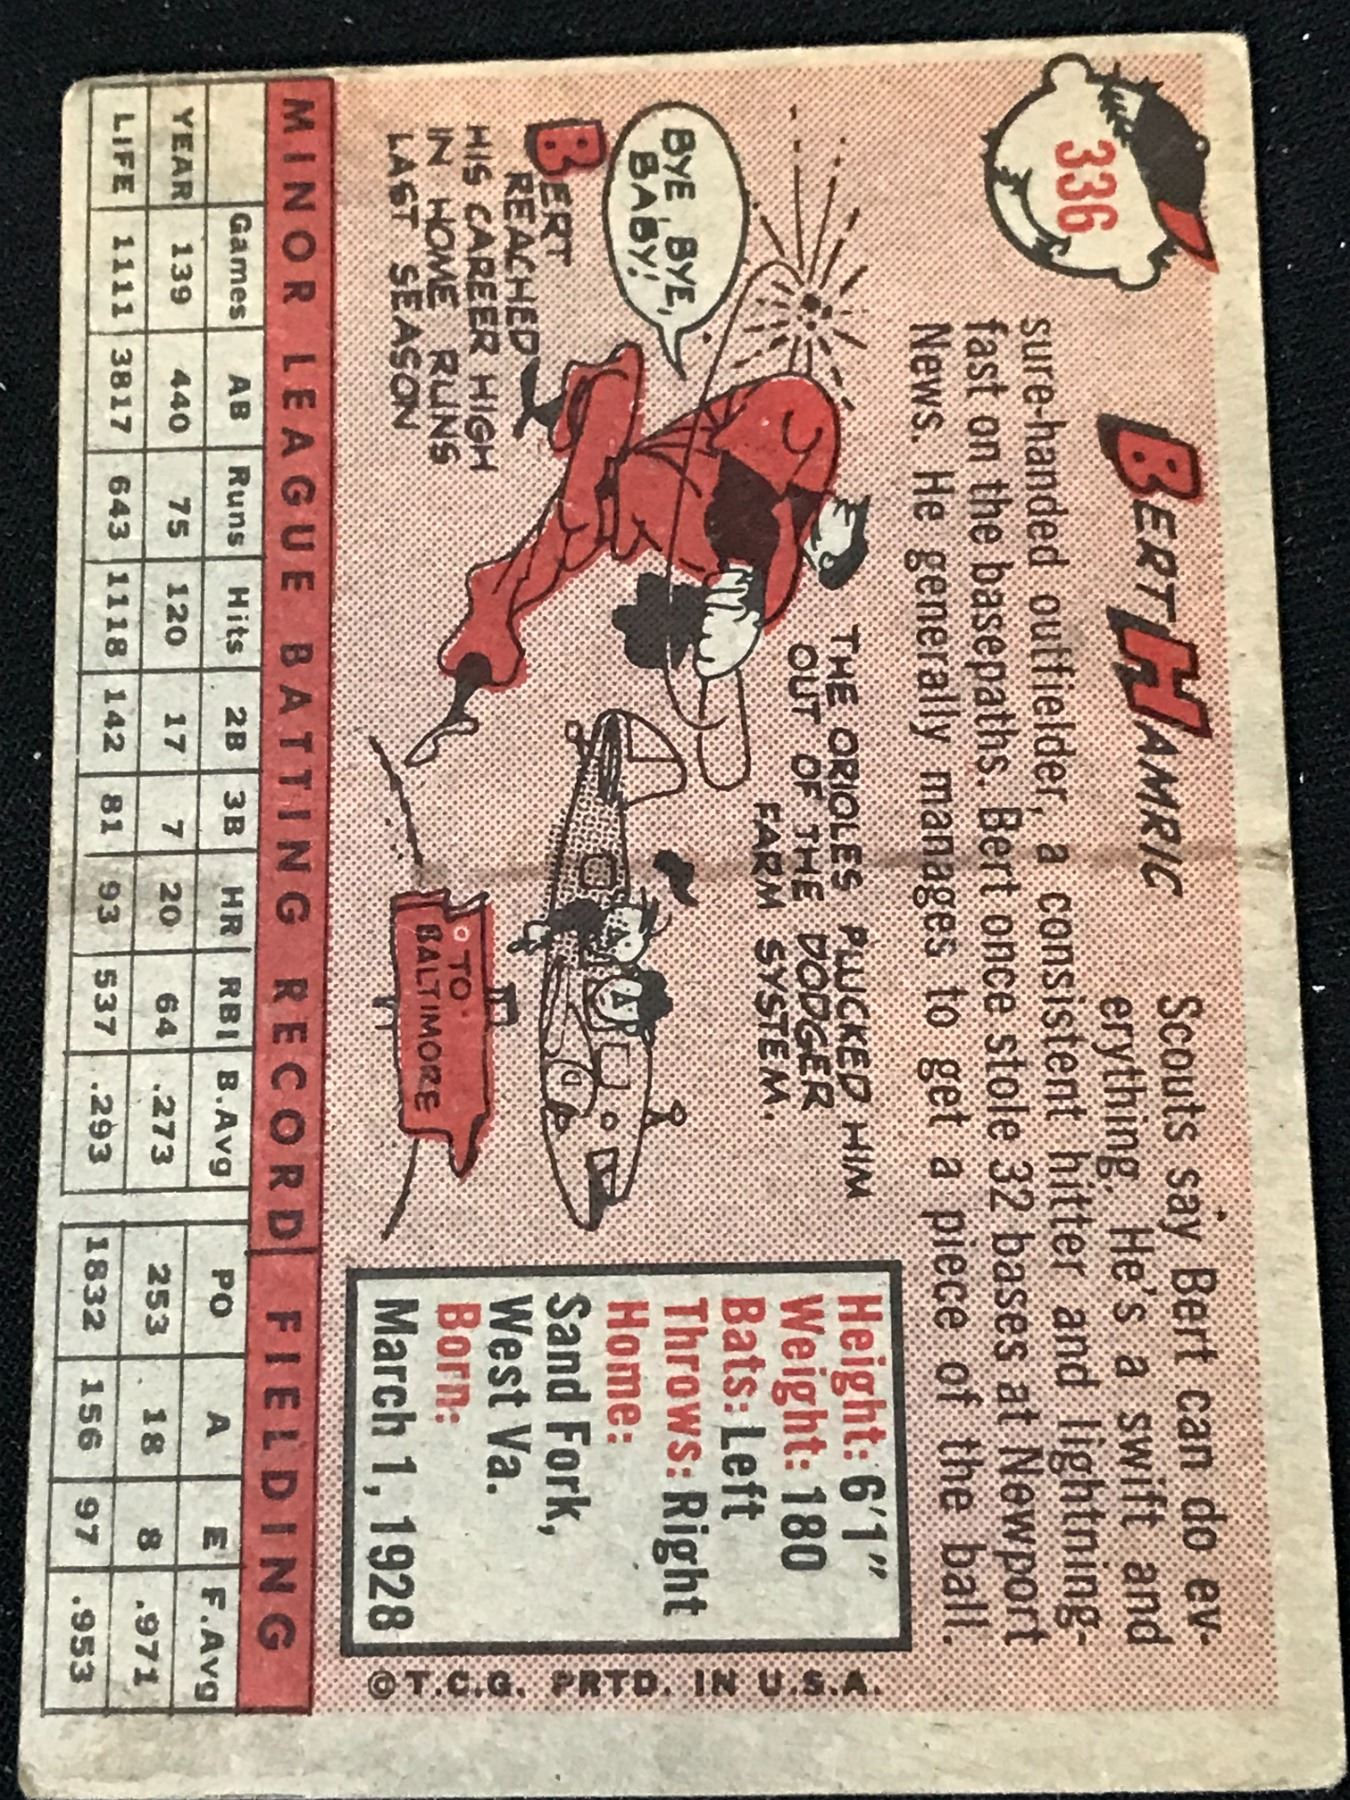 336
BERT HAMRIC
Scouts say Bert can do ev-
erything. He's a swift and
sure-handed outfielder, a consistent hitter and lightning-
fast on the basepaths. Bert once stole 32 bases at Newport
News. He generally manages to get a piece of the ball.
BYE, BYE,
BABY!
BERT
REACHED
HIS CAREER HIGH
IN HOME RUNS
LAST SEASON
THE ORIOLES PLUCKED HIM
OUT OF THE DODGER
FARM SYSTEM.
TO
BALTIMORE
Height: 6'1"
Weight: 180
Bats: Left
Throws: Right
Home:
Sand Fork,
West Va.
Born:
March 1, 1928
©T.C.G. PRTD. IN U.S.A.
MINOR LEAGUE BATTING RECORD FIELDING
Games AB Runs Hits 2B 3B HR RBI B.Avg PO A E F.Avg
YEAR 139 440 75 120 17 7 20 64 .273 253 18 8 .971
LIFE 1111 3817 643 1118 142 81 93 537 .293 1832 156 97 .953